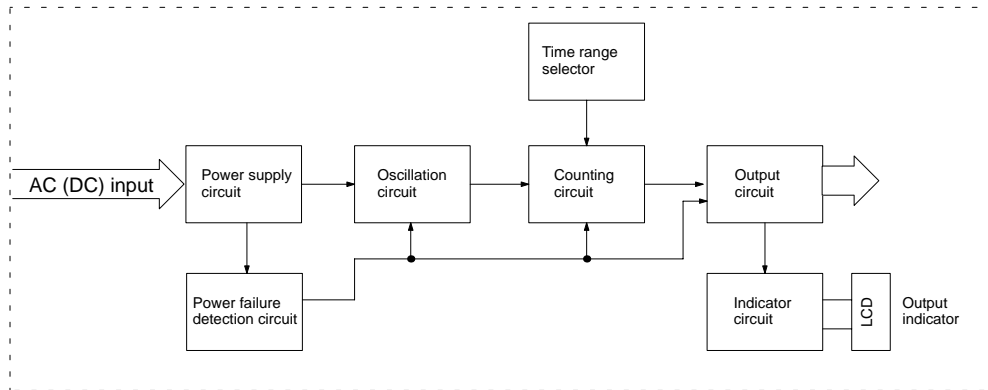 Time range
selector
AC (DC) input
Power supply
circuit
Oscillation
circuit
Counting
circuit
Output
circuit
Power failure
detection circuit
Indicator
circuit
LCD
Output
indicator